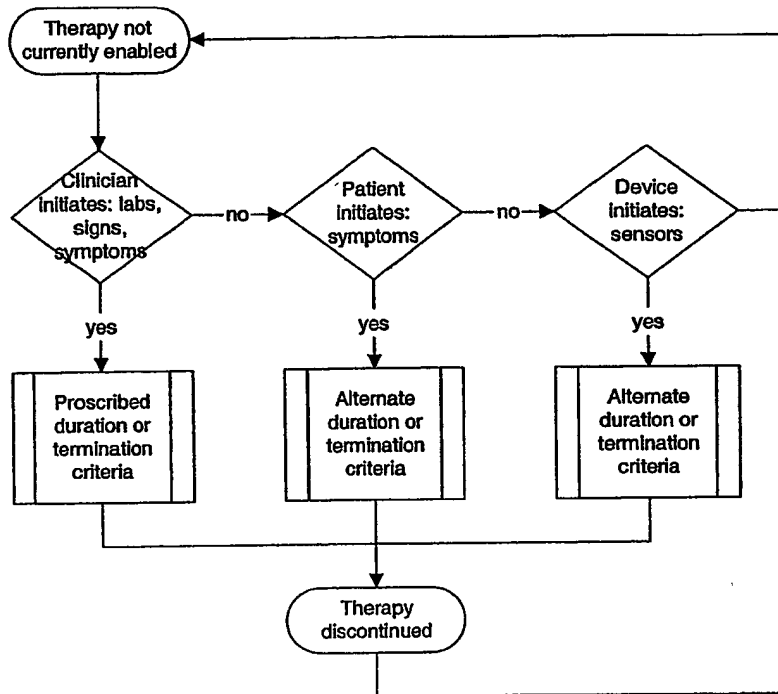 Therapy not
currently enabled
Clinician
initiates: labs,
signs,
symptoms
no
Patient
initiates:
symptoms
no
Device
initiates:
sensors
yes
yes
yes
Proscribed
duration or
termination
criteria
Alternate
duration or
termination
criteria
Alternate
duration or
termination
criteria
Therapy
discontinued